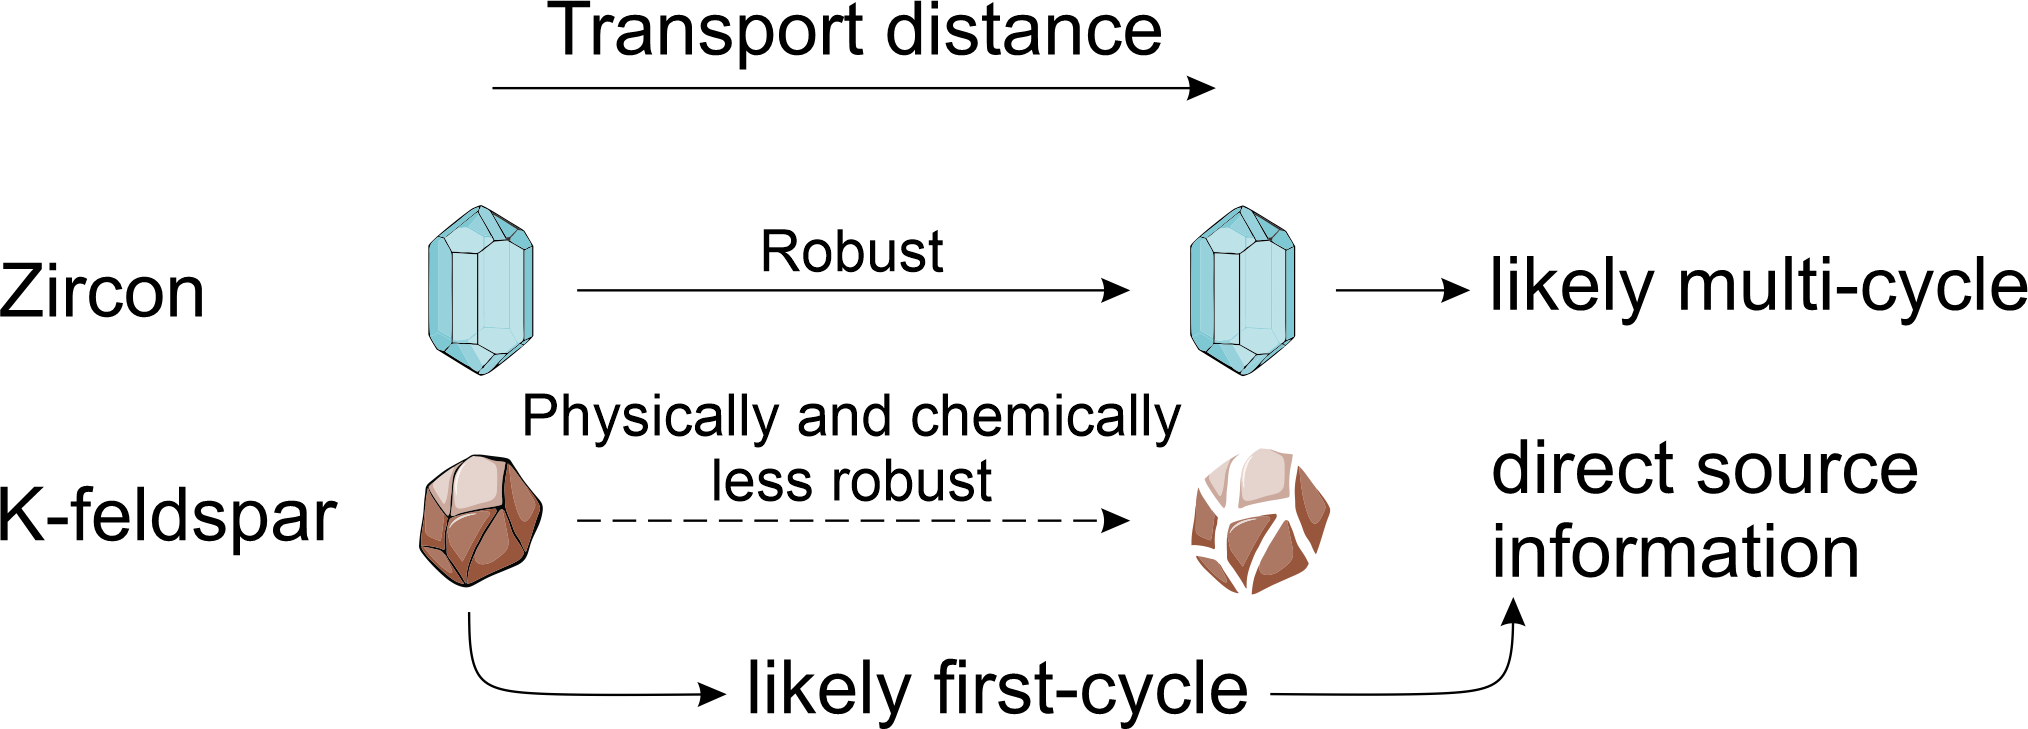 Transport distance
Zircon
Robust
likely multi-cycle
K-feldspar
Physically and chemically
less robust
direct source
information
likely first-cycle